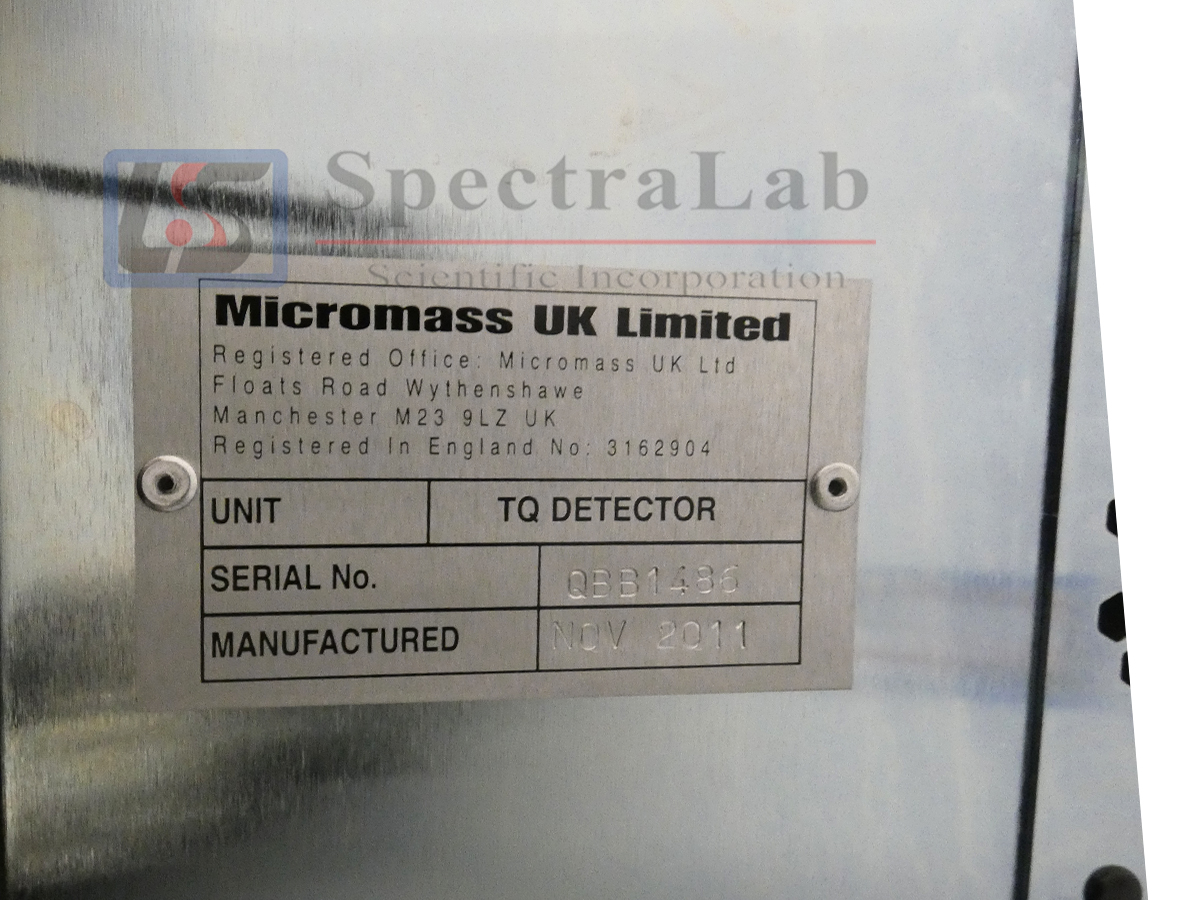 LS
SpectraLab
Scientific Incorporation
Micromass UK Limited
Registered Office: Micromass UK Ltd
Floats Road Wythenshawe
Manchester M23 9LZ UK
Registered In England No: 3162904
UNIT TQ DETECTOR
SERIAL No. QBB1486
MANUFACTURED NOV 2011